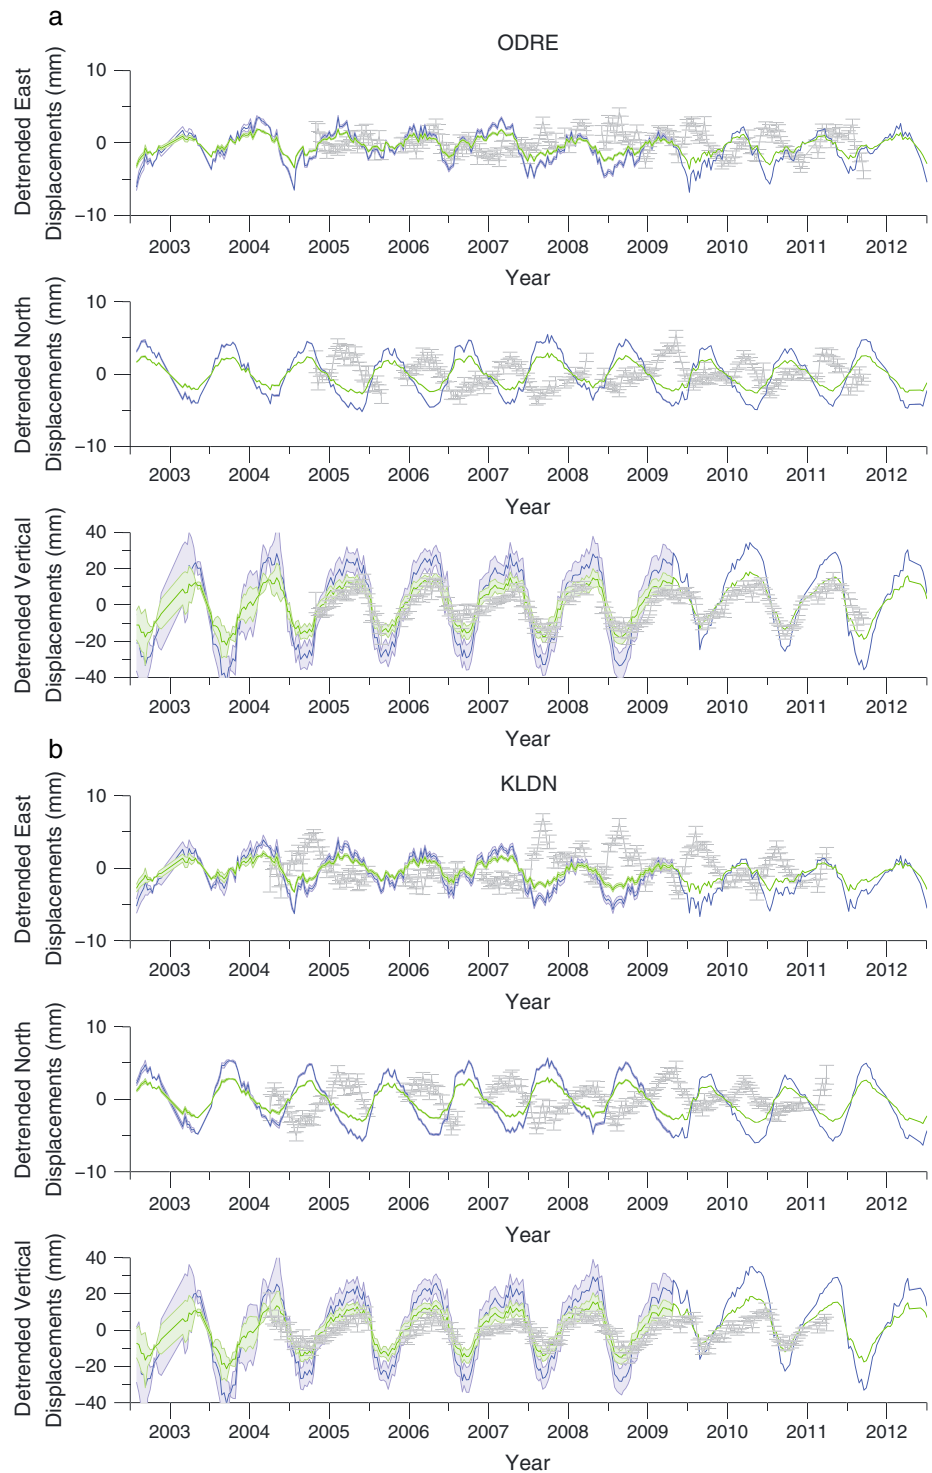 a
ODRE
Detrended East
Displacements (mm)
10
0
−10
2003 2004 2005 2006 2007 2008 2009 2010 2011 2012
Year
Detrended North
Displacements (mm)
10
0
−10
2003 2004 2005 2006 2007 2008 2009 2010 2011 2012
Year
Detrended Vertical
Displacements (mm)
40
20
0
−20
−40
2003 2004 2005 2006 2007 2008 2009 2010 2011 2012
Year
b
KLDN
Detrended East
Displacements (mm)
10
0
−10
2003 2004 2005 2006 2007 2008 2009 2010 2011 2012
Year
Detrended North
Displacements (mm)
10
0
−10
2003 2004 2005 2006 2007 2008 2009 2010 2011 2012
Year
Detrended Vertical
Displacements (mm)
40
20
0
−20
−40
2003 2004 2005 2006 2007 2008 2009 2010 2011 2012
Year